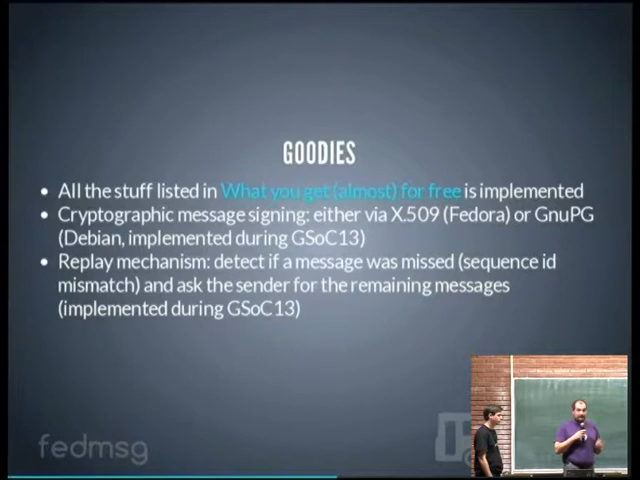 GOODIES
All the stuff listed in What you get (almost) for free is implemented
Cryptographic message signing: either via X.509 (Fedora) or GnuPG
(Debian, implemented during GSoC13)
Replay mechanism: detect if a message was missed (sequence id
mismatch) and ask the sender for the remaining messages
(implemented during GSoC13)
fedmsg